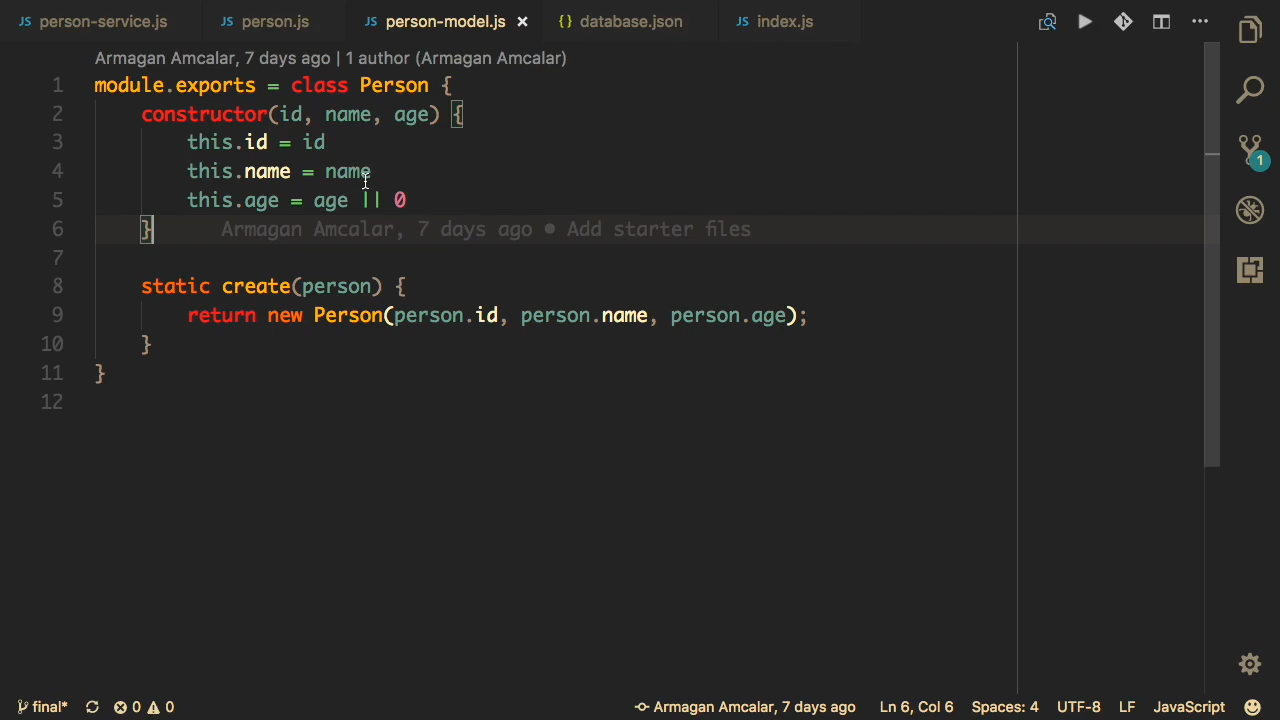 JS person-service.js JS person.js JS person-model.js × {} database.json JS index.js
Armagan Amcalar, 7 days ago | 1 author (Armagan Amcalar)
1 module.exports = class Person {
2 constructor(id, name, age) {
3 this.id = id
4 this.name = name
5 this.age = age || 0
6 } Armagan Amcalar, 7 days ago • Add starter files
7
8 static create(person) {
9 return new Person(person.id, person.name, person.age);
10 }
11 }
12
1
final* 0 0 Armagan Amcalar, 7 days ago Ln 6, Col 6 Spaces: 4 UTF-8 LF JavaScript